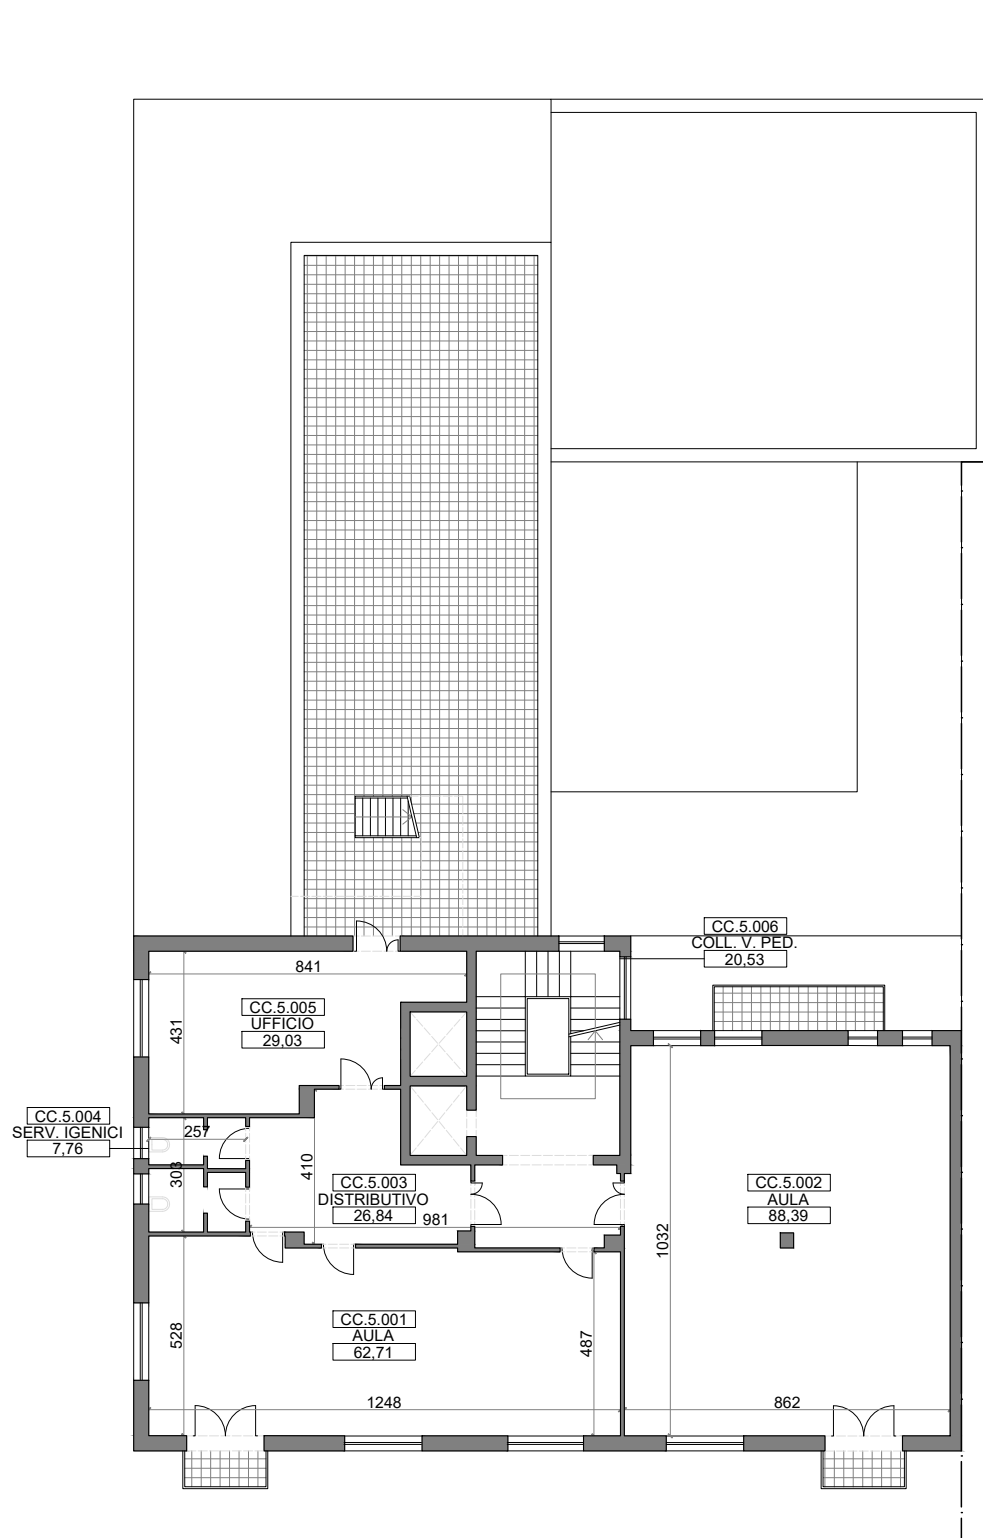 CC.5.006
COLL. V. PED.
20,53
841
CC.5.005
UFFICIO
29,03
431
CC.5.004
SERV. IGENICI
7,76
257
303
410
CC.5.003
DISTRIBUTIVO
26,84
981
CC.5.002
AULA
88,39
1032
CC.5.001
AULA
62,71
528
487
1248
862